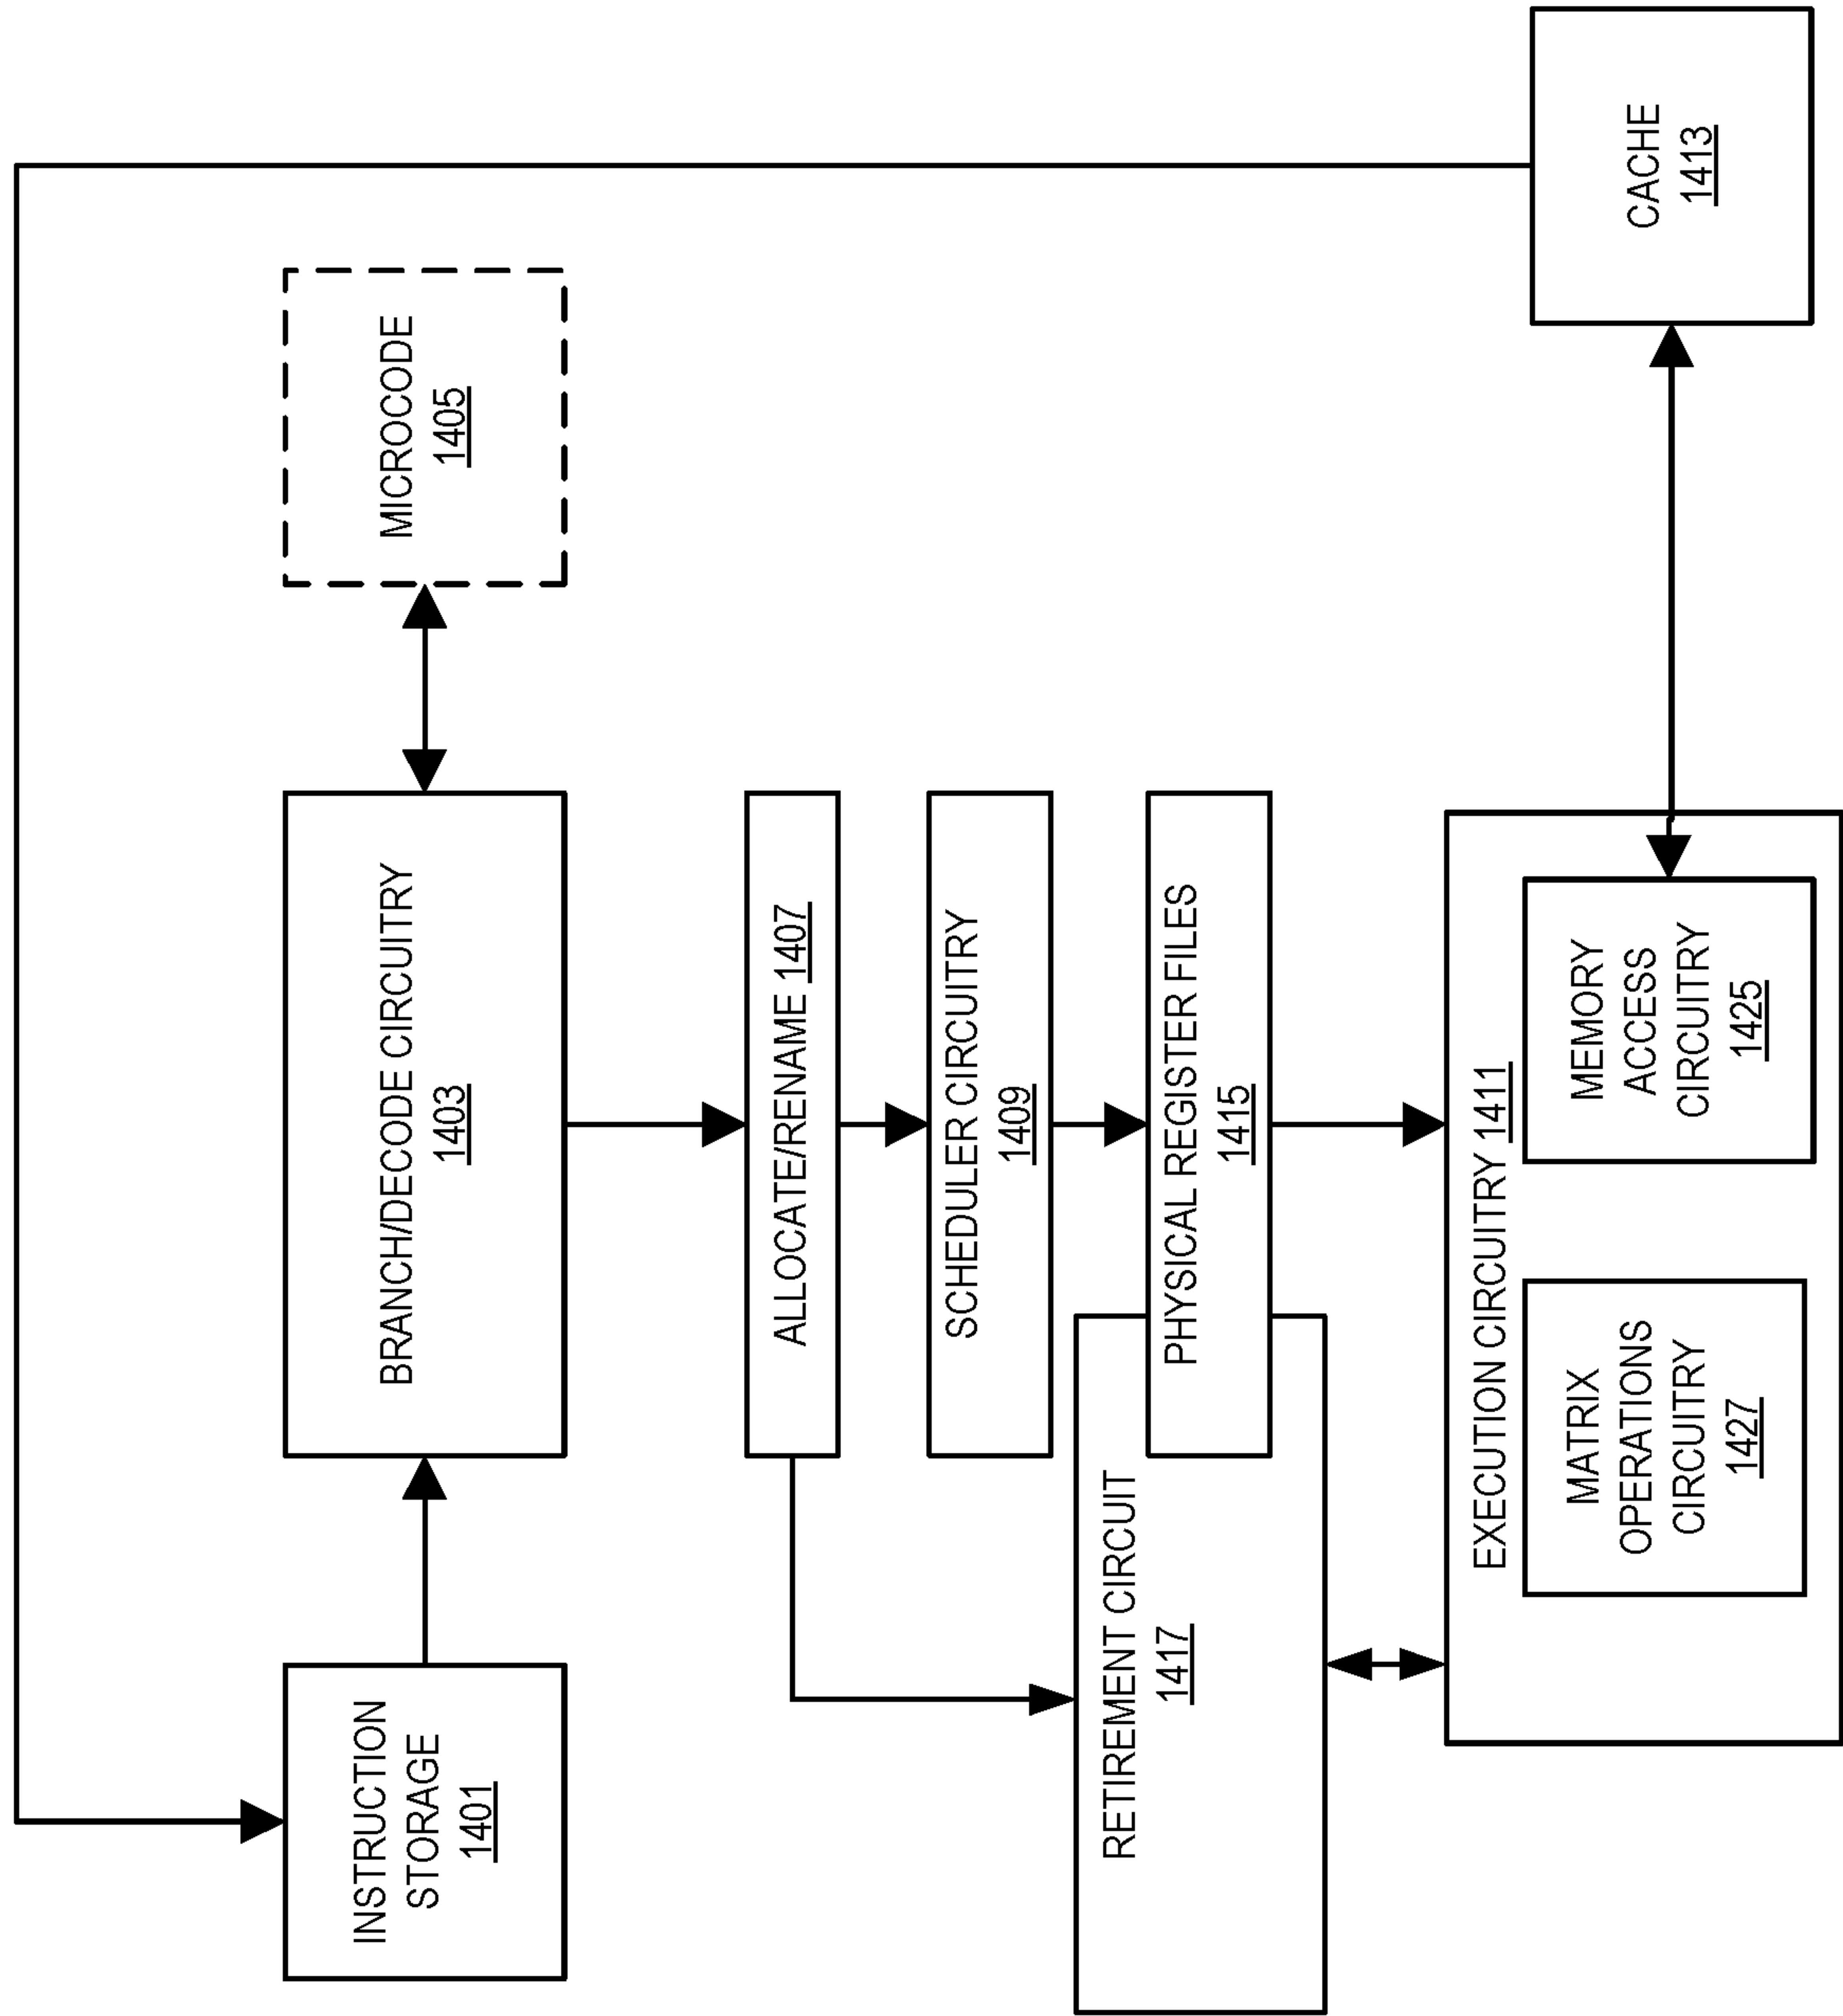 INSTRUCTION
STORAGE
1401
BRANCH/DECODE CIRCUITRY
1403
MICROCODE
1405
ALLOCATE/RENAME 1407
SCHEDULER CIRCUITRY
1409
RETIREMENT CIRCUIT
1417
PHYSICAL REGISTER FILES
1415
EXECUTION CIRCUITRY 1411
MATRIX
OPERATIONS
CIRCUITRY
1427
MEMORY
ACCESS
CIRCUITRY
1425
CACHE
1413